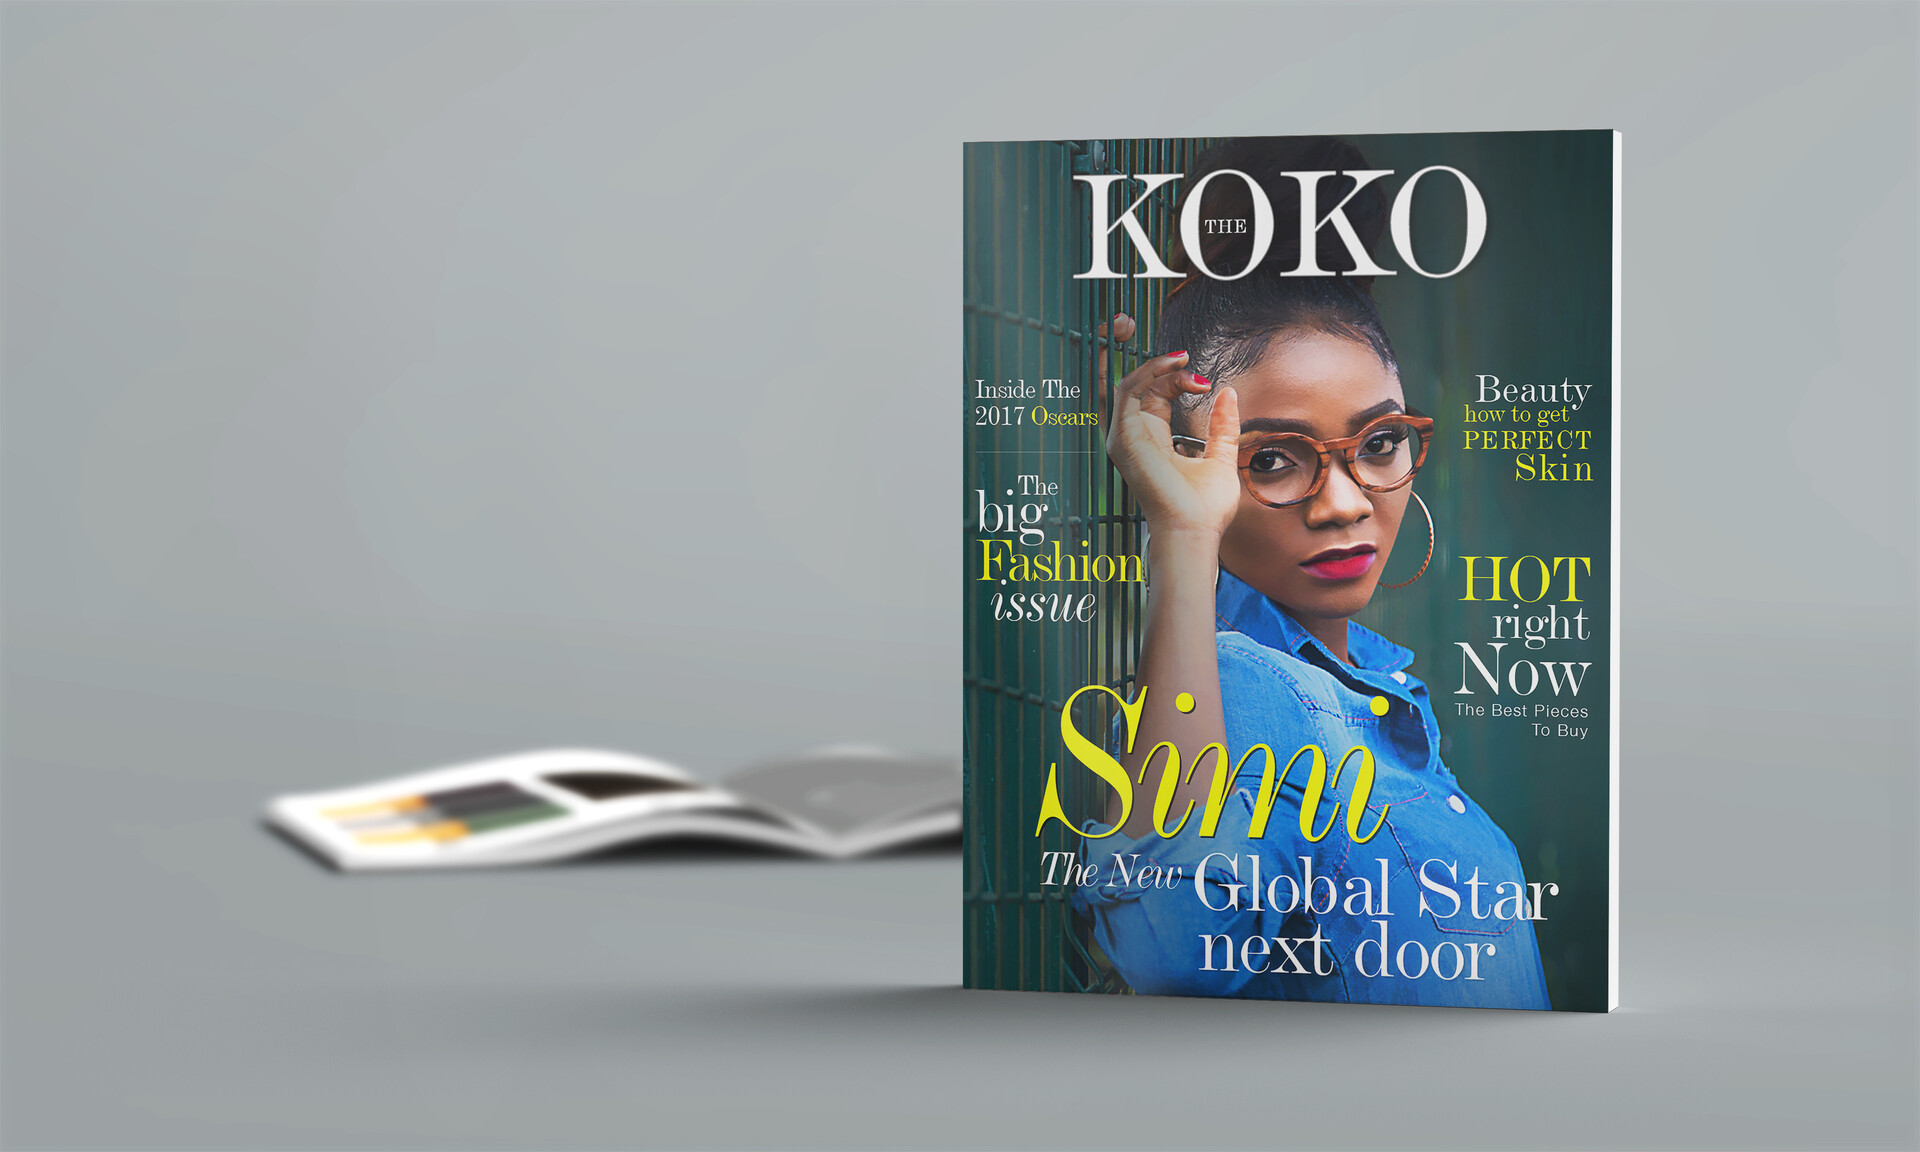 THE
KOKO
Inside The
2017 Oscars
The
big
Fashion
issue
Beauty
how to get
PERFECT
Skin
HOT
right
Now
The Best Pieces
To Buy
Simi
The New Global Star
next door